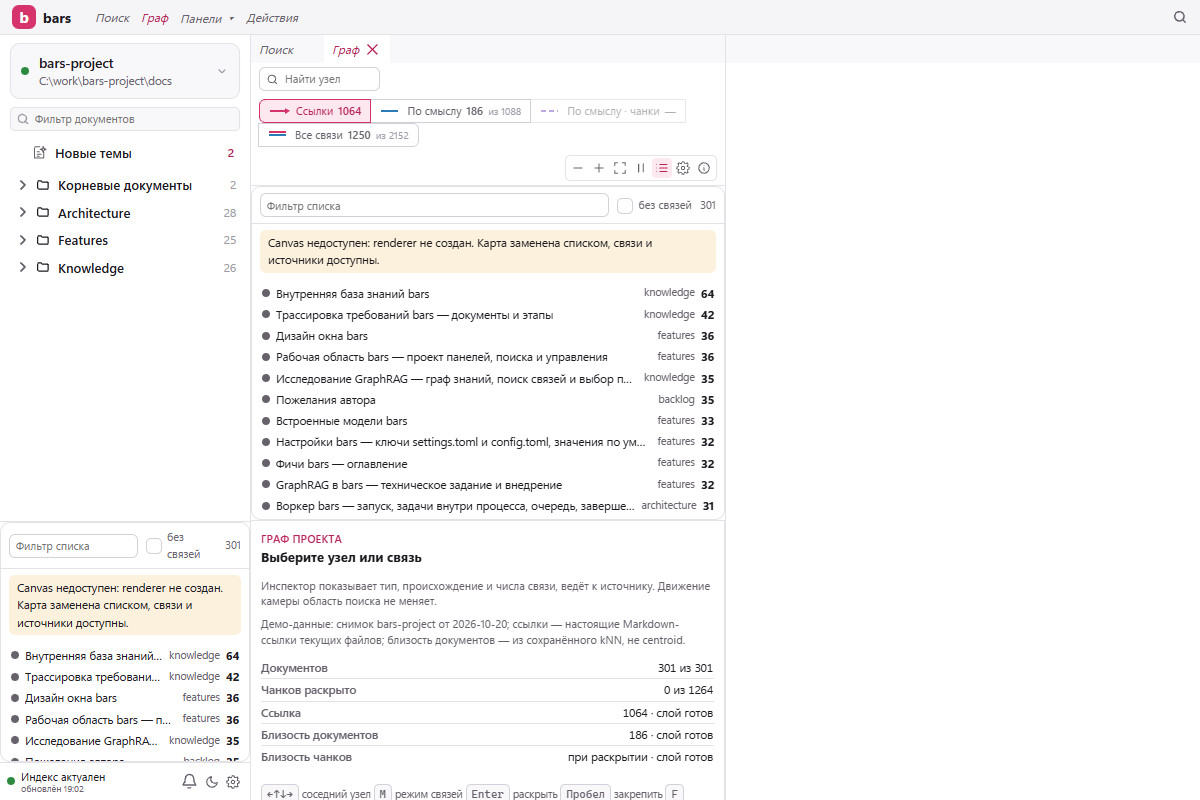 b bars Поиск Граф Панели Действия
bars-project
C:\work\bars-project\docs
Фильтр документов
Новые темы 2
Корневые документы 2
Architecture 28
Features 25
Knowledge 26
Фильтр списка без связей 301
Canvas недоступен: renderer не создан.
Карта заменена списком, связи и
источники доступны.
Внутренняя база знаний... knowledge 64
Трассировка требовани... knowledge 42
Дизайн окна bars features 36
Рабочая область bars — п... features 36
Исследование GraphRA... knowledge 35
Пожелания автора backlog 35
Индекс актуален
обновлён 19:02
Поиск Граф
Найти узел
Ссылки 1064 По смыслу 186 из 1088 По смыслу · чанки —
Все связи 1250 из 2152
Фильтр списка без связей 301
Canvas недоступен: renderer не создан. Карта заменена списком, связи и
источники доступны.
Внутренняя база знаний bars knowledge 64
Трассировка требований bars — документы и этапы knowledge 42
Дизайн окна bars features 36
Рабочая область bars — проект панелей, поиска и управления features 36
Исследование GraphRAG — граф знаний, поиск связей и выбор п... knowledge 35
Пожелания автора backlog 35
Встроенные модели bars features 33
Настройки bars — ключи settings.toml и config.toml, значения по ум... features 32
Фичи bars — оглавление features 32
GraphRAG в bars — техническое задание и внедрение features 32
Воркер bars — запуск, задачи внутри процесса, очередь, заверше... architecture 31
ГРАФ ПРОЕКТА
Выберите узел или связь
Инспектор показывает тип, происхождение и числа связи, ведёт к источнику. Движение
камеры область поиска не меняет.
Демо-данные: снимок bars-project от 2026-10-20; ссылки — настоящие Markdown-
ссылки текущих файлов; близость документов — из сохранённого kNN, не centroid.
Документов 301 из 301
Чанков раскрыто 0 из 1264
Ссылка 1064 · слой готов
Близость документов 186 · слой готов
Близость чанков при раскрытии · слой готов
←↑↓→ соседний узел M режим связей Enter раскрыть Пробел закрепить F